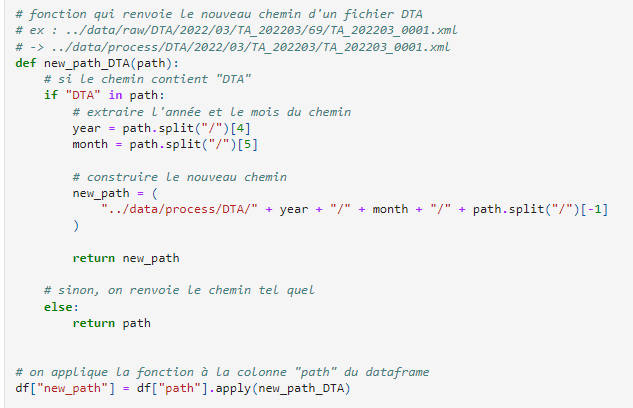 # fonction qui renvoie le nouveau chemin d'un fichier DTA
# ex : ../data/raw/DTA/2022/03/TA_202203/69/TA_202203_0001.xml
# -> ../data/process/DTA/2022/03/TA_202203/TA_202203_0001.xml
def new_path_DTA(path):
    # si le chemin contient "DTA"
    if "DTA" in path:
        # extraire l'année et le mois du chemin
        year = path.split("/")[4]
        month = path.split("/")[5]

        # construire le nouveau chemin
        new_path = (
            "../data/process/DTA/" + year + "/" + month + "/" + path.split("/")[-1]
        )

        return new_path

    # sinon, on renvoie le chemin tel quel
    else:
        return path


# on applique la fonction à la colonne "path" du dataframe
df["new_path"] = df["path"].apply(new_path_DTA)